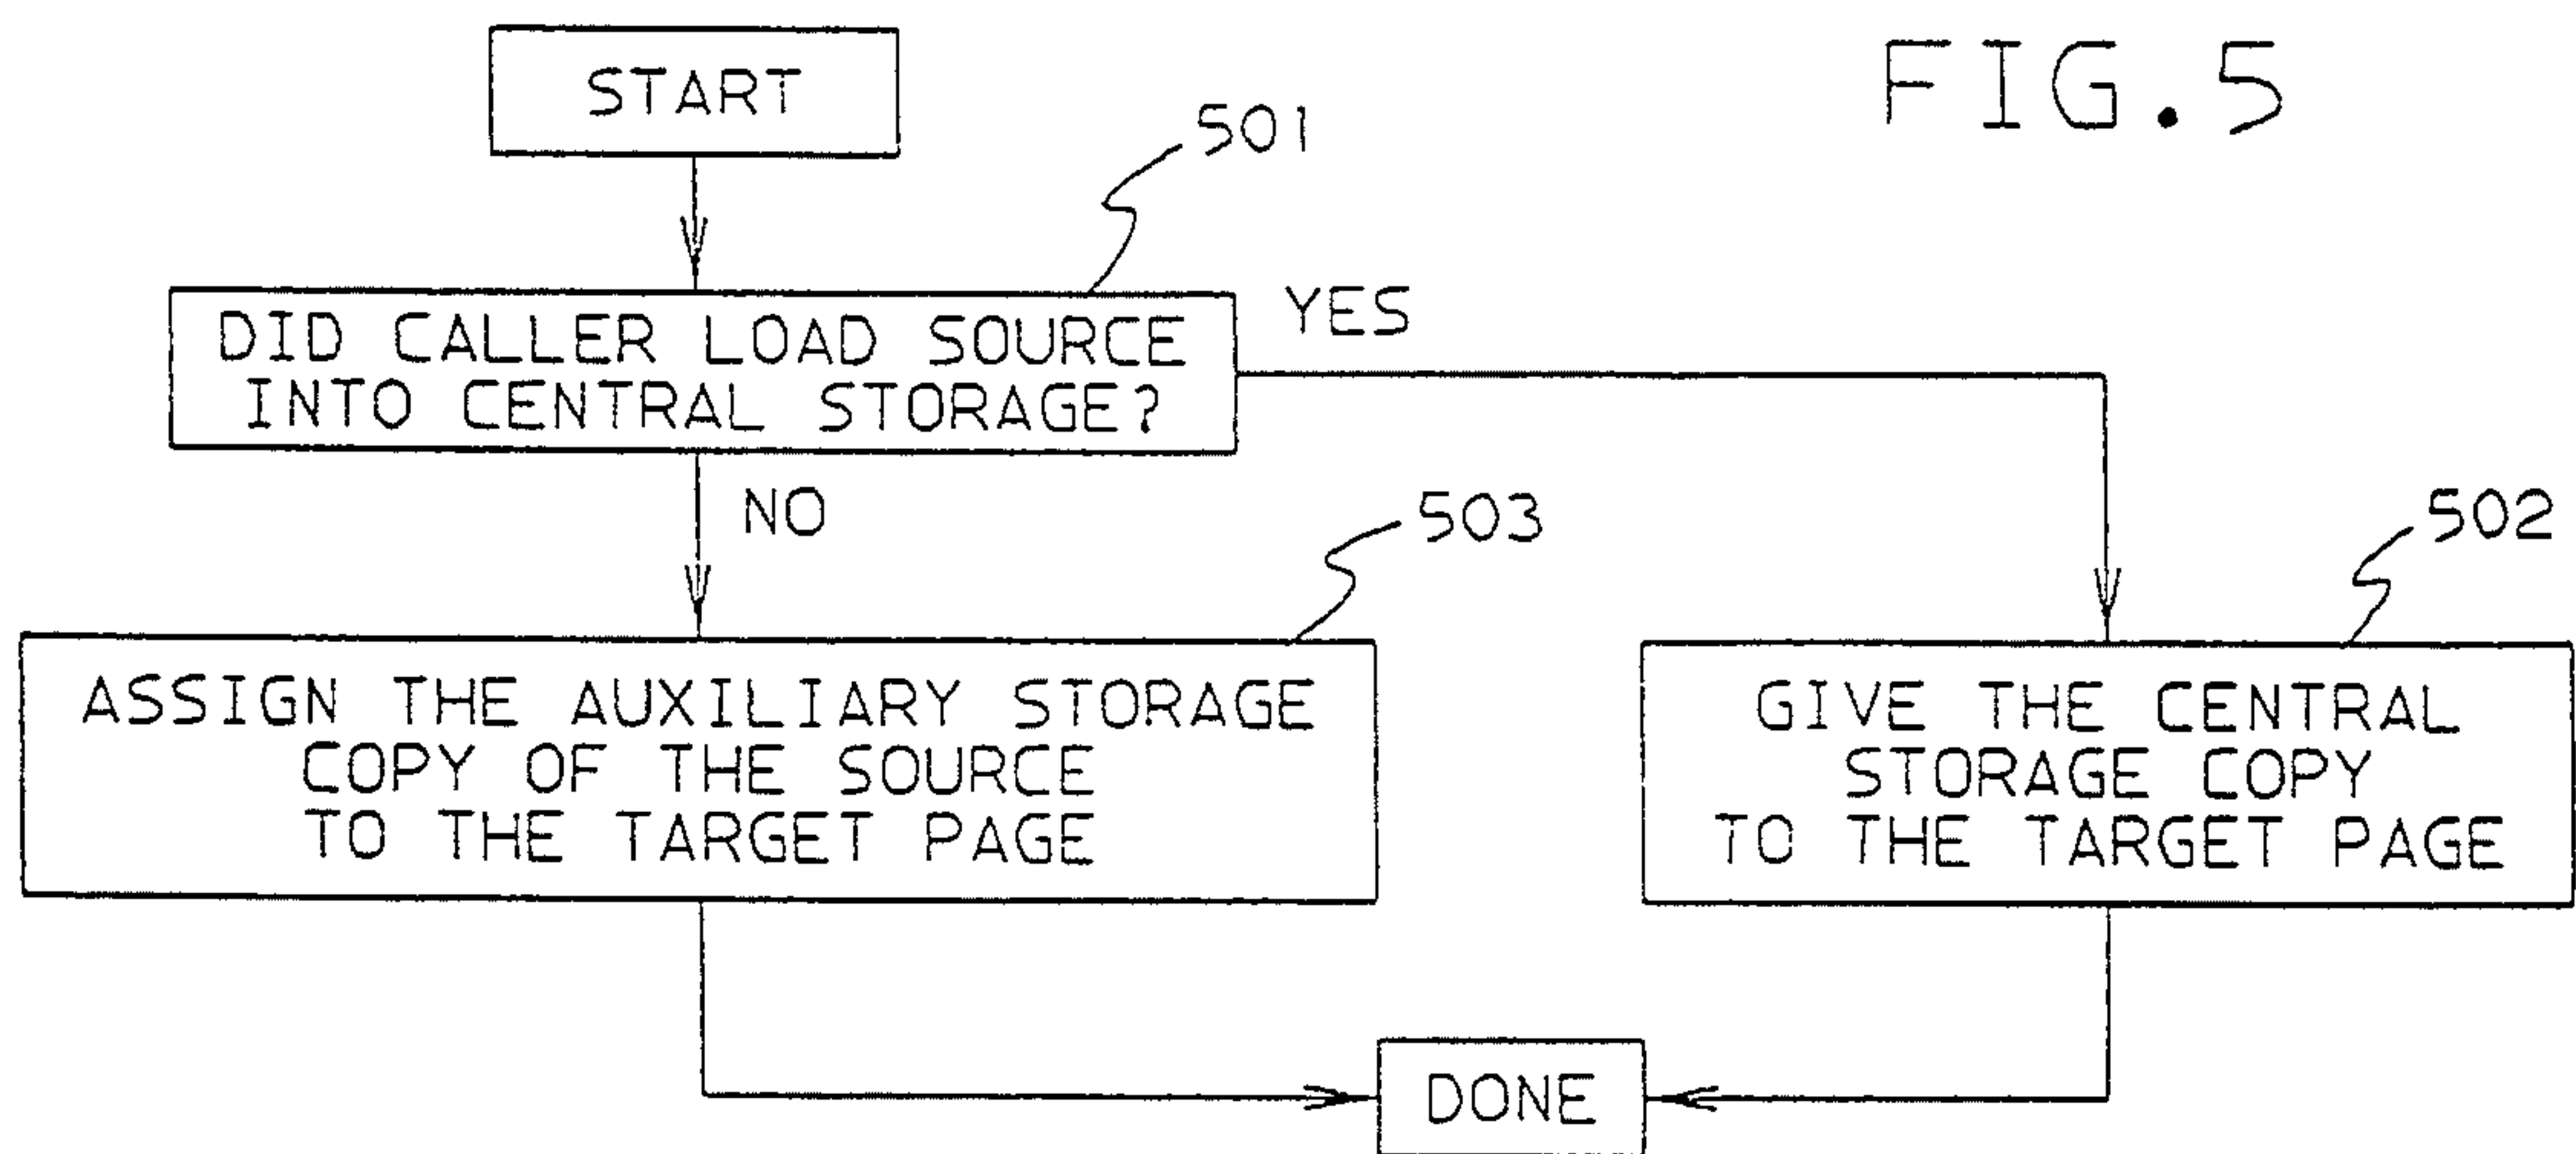 FIG.5
START
501
DID CALLER LOAD SOURCE
INTO CENTRAL STORAGE?
YES
NO
503
502
ASSIGN THE AUXILIARY STORAGE
COPY OF THE SOURCE
TO THE TARGET PAGE
GIVE THE CENTRAL
STORAGE COPY
TO THE TARGET PAGE
DONE